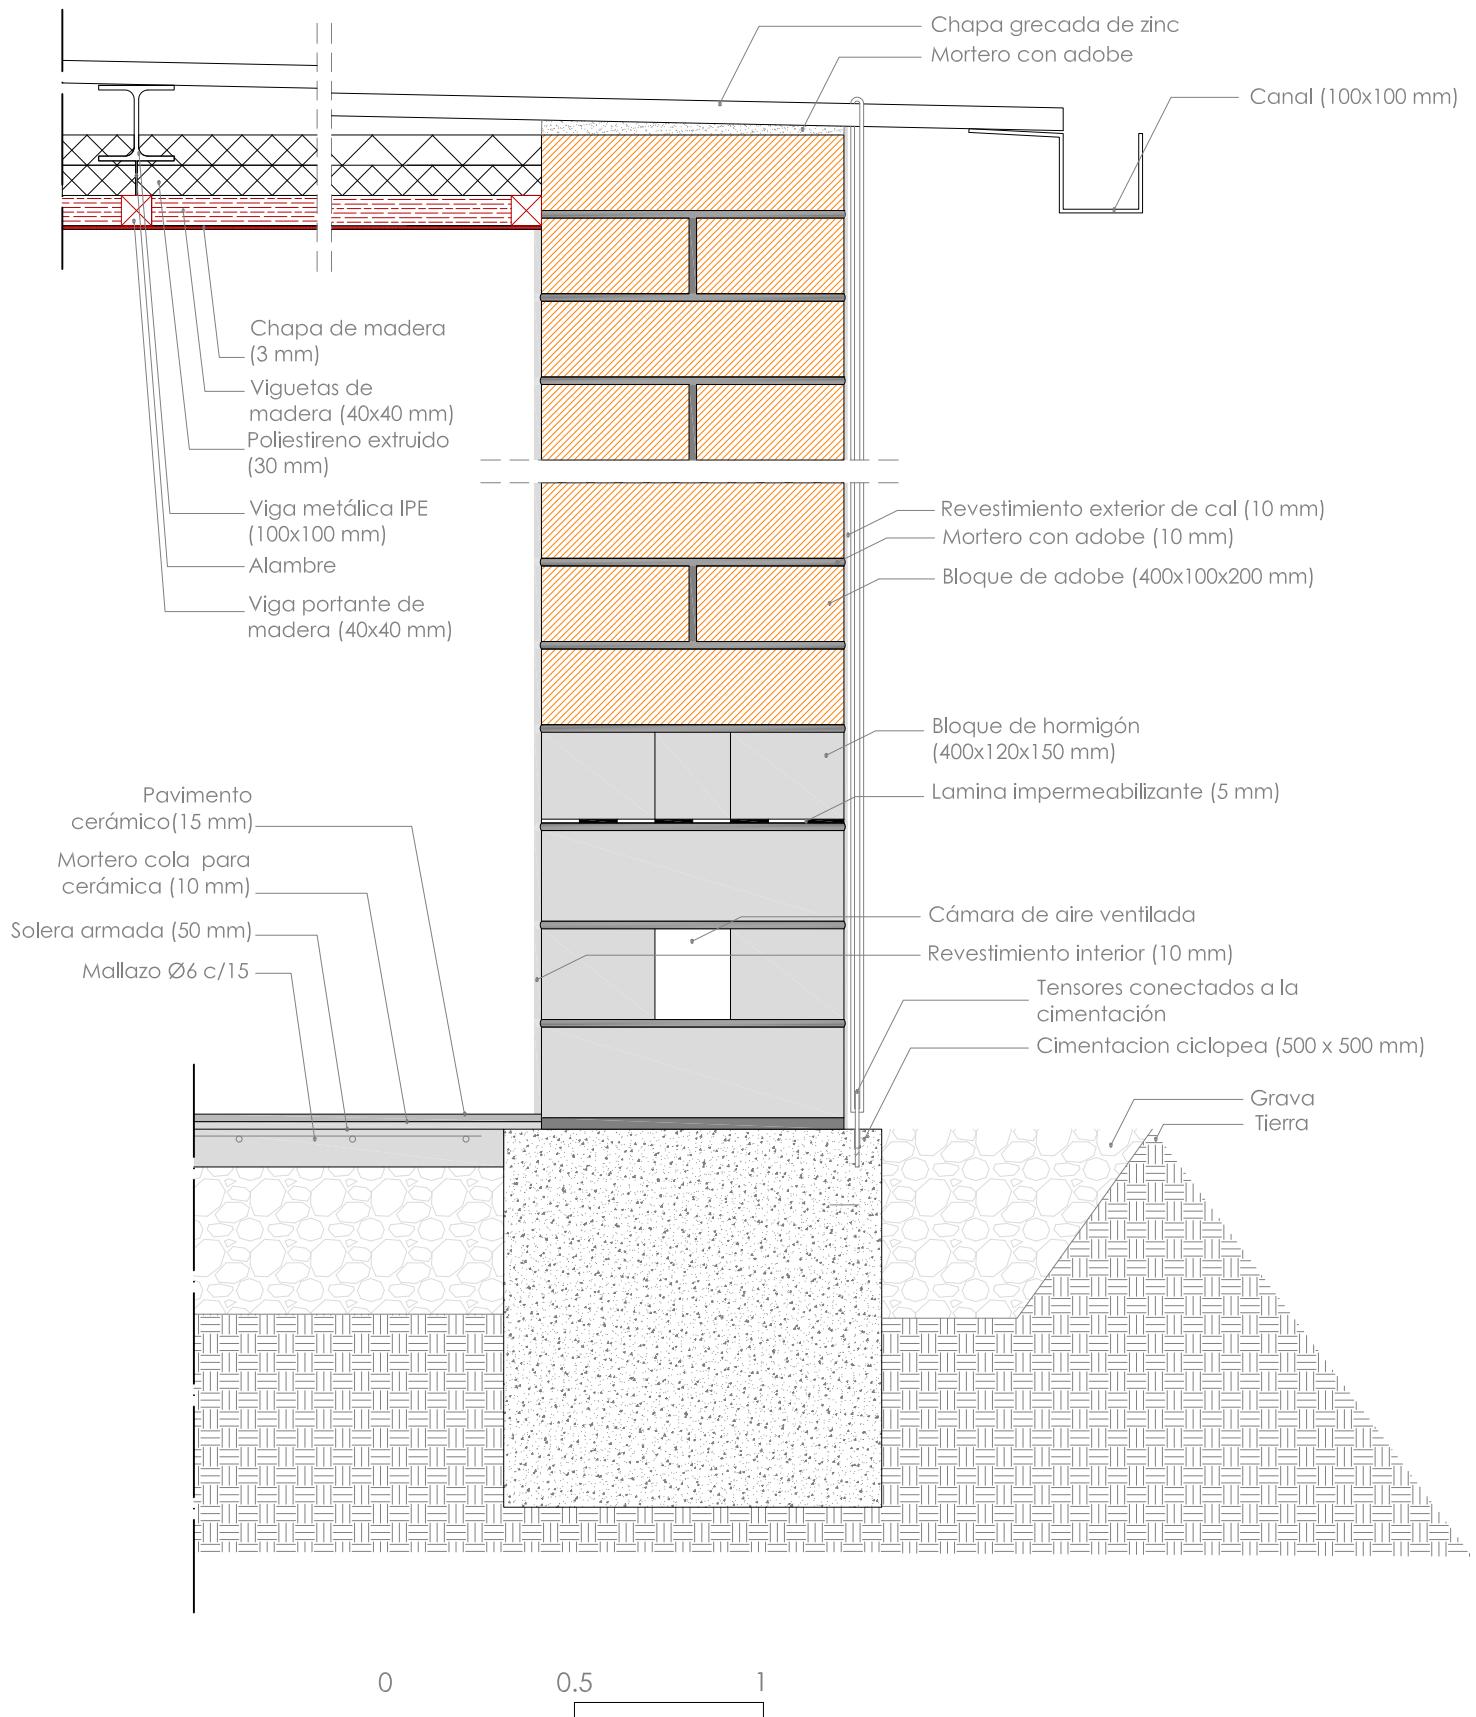 Chapa grecada de zinc
Mortero con adobe
Canal (100x100 mm)
Chapa de madera
(3 mm)
Viguetas de
madera (40x40 mm)
Poliestireno extruido
(30 mm)
Viga metálica IPE
(100x100 mm)
Alambre
Viga portante de
madera (40x40 mm)
Revestimiento exterior de cal (10 mm)
Mortero con adobe (10 mm)
Bloque de adobe (400x100x200 mm)
Bloque de hormigón
(400x120x150 mm)
Lamina impermeabilizante (5 mm)
Pavimento
cerámico(15 mm)
Mortero cola para
cerámica (10 mm)
Solera armada (50 mm)
Mallazo Ø6 c/15
Cámara de aire ventilada
Revestimiento interior (10 mm)
Tensores conectados a la
cimentación
Cimentacion ciclopea (500 x 500 mm)
Grava
Tierra
0 0.5 1